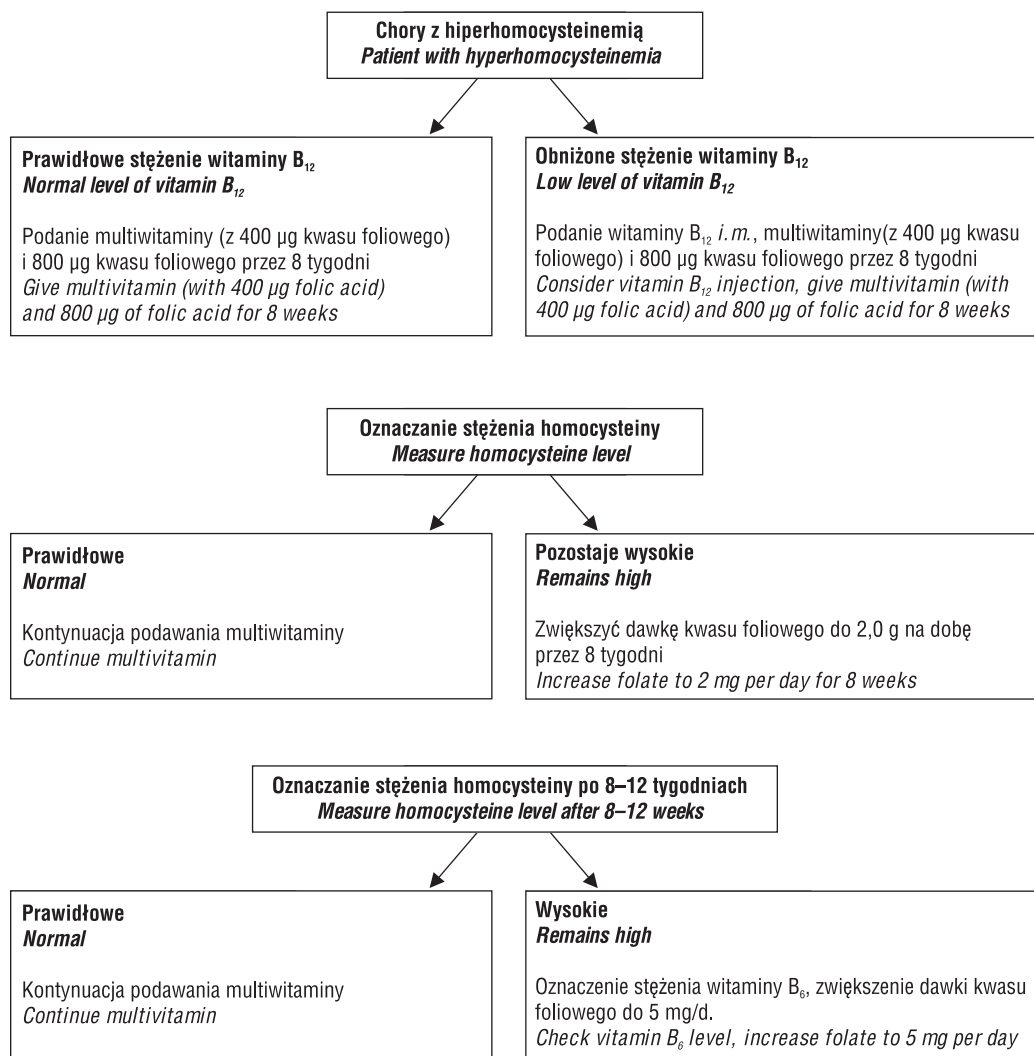 Chory z hiperhomocysteinemią
Patient with hyperhomocysteinemia
Prawidłowe stężenie witaminy B₁₂
Normal level of vitamin B₁₂
Podanie multiwitaminy (z 400 µg kwasu foliowego)
i 800 µg kwasu foliowego przez 8 tygodni
Give multivitamin (with 400 µg folic acid)
and 800 µg of folic acid for 8 weeks
Obniżone stężenie witaminy B₁₂
Low level of vitamin B₁₂
Podanie witaminy B₁₂ i.m., multiwitaminy(z 400 µg kwasu
foliowego) i 800 µg kwasu foliowego przez 8 tygodni
Consider vitamin B₁₂ injection, give multivitamin (with
400 µg folic acid) and 800 µg of folic acid for 8 weeks
Oznaczanie stężenia homocysteiny
Measure homocysteine level
Prawidłowe
Normal
Kontynuacja podawania multiwitaminy
Continue multivitamin
Pozostaje wysokie
Remains high
Zwiększyć dawkę kwasu foliowego do 2,0 g na dobę
przez 8 tygodni
Increase folate to 2 mg per day for 8 weeks
Oznaczanie stężenia homocysteiny po 8–12 tygodniach
Measure homocysteine level after 8–12 weeks
Prawidłowe
Normal
Kontynuacja podawania multiwitaminy
Continue multivitamin
Wysokie
Remains high
Oznaczenie stężenia witaminy B₆, zwiększenie dawki kwasu
foliowego do 5 mg/d.
Check vitamin B₆ level, increase folate to 5 mg per day